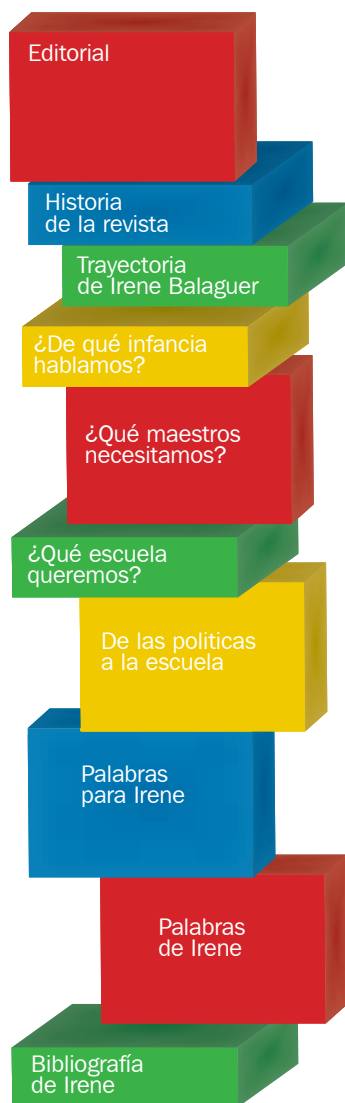 Editorial
Historia
de la revista
Trayectoria
de Irene Balaguer
¿De qué infancia
hablamos?
¿Qué maestros
necesitamos?
¿Qué escuela
queremos?
De las politicas
a la escuela
Palabras
para Irene
Palabras
de Irene
Bibliografía
de Irene